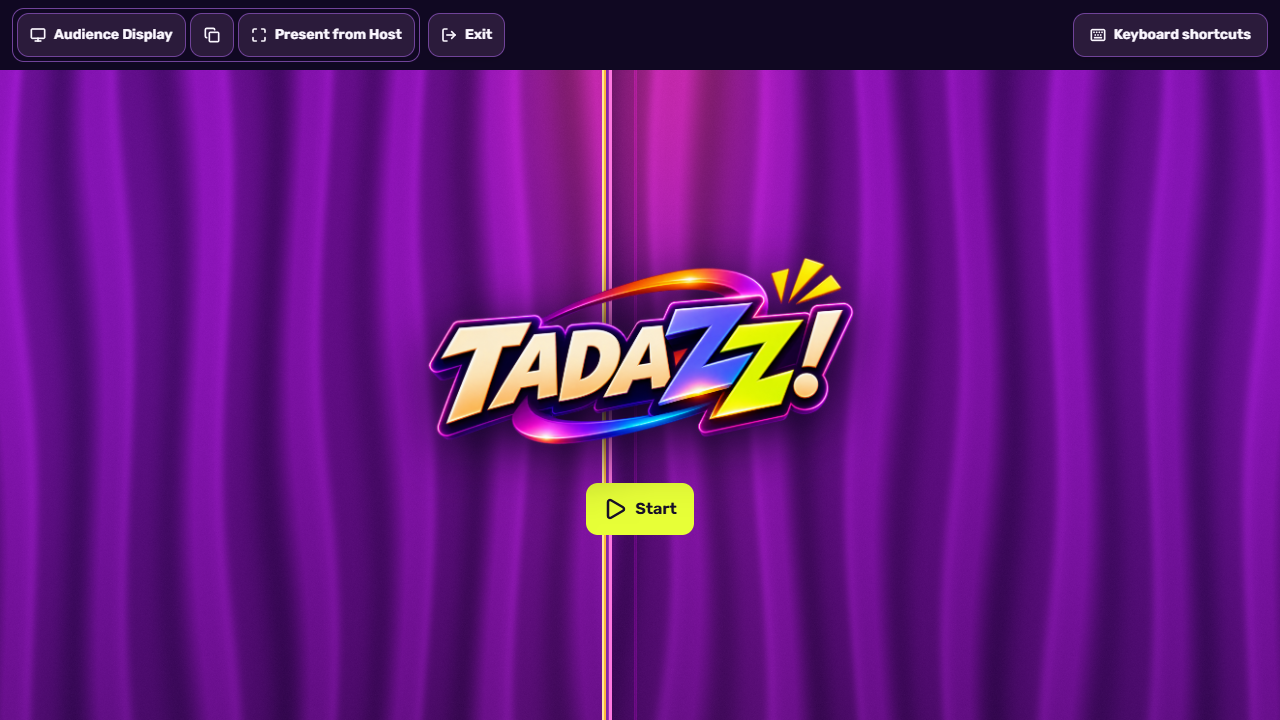 Audience Display
Present from Host
Exit
Keyboard shortcuts
TADAZZ!
Start